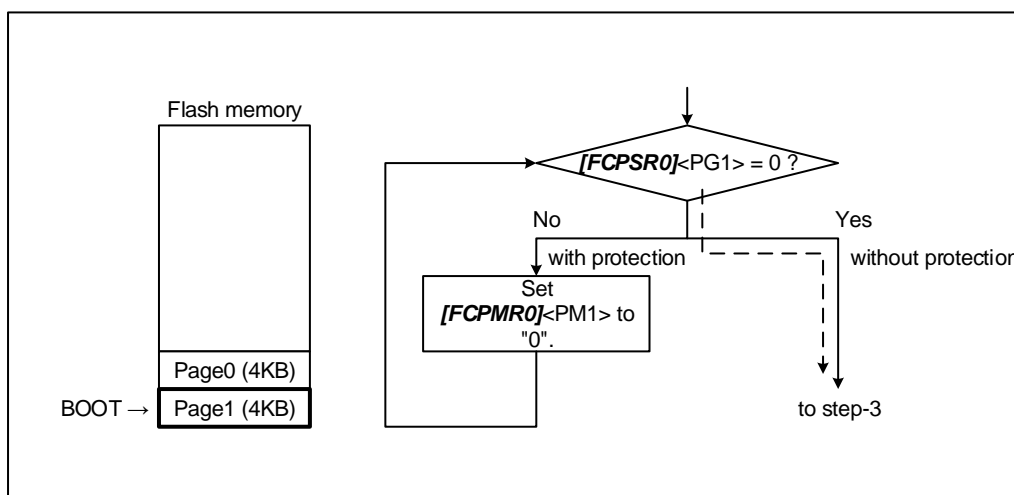 Flash memory
Page0 (4KB)
BOOT → Page1 (4KB)
[FCPSR0]<PG1> = 0 ?
No
Yes
with protection
without protection
Set
[FCPMR0]<PM1> to
"0".
to step-3